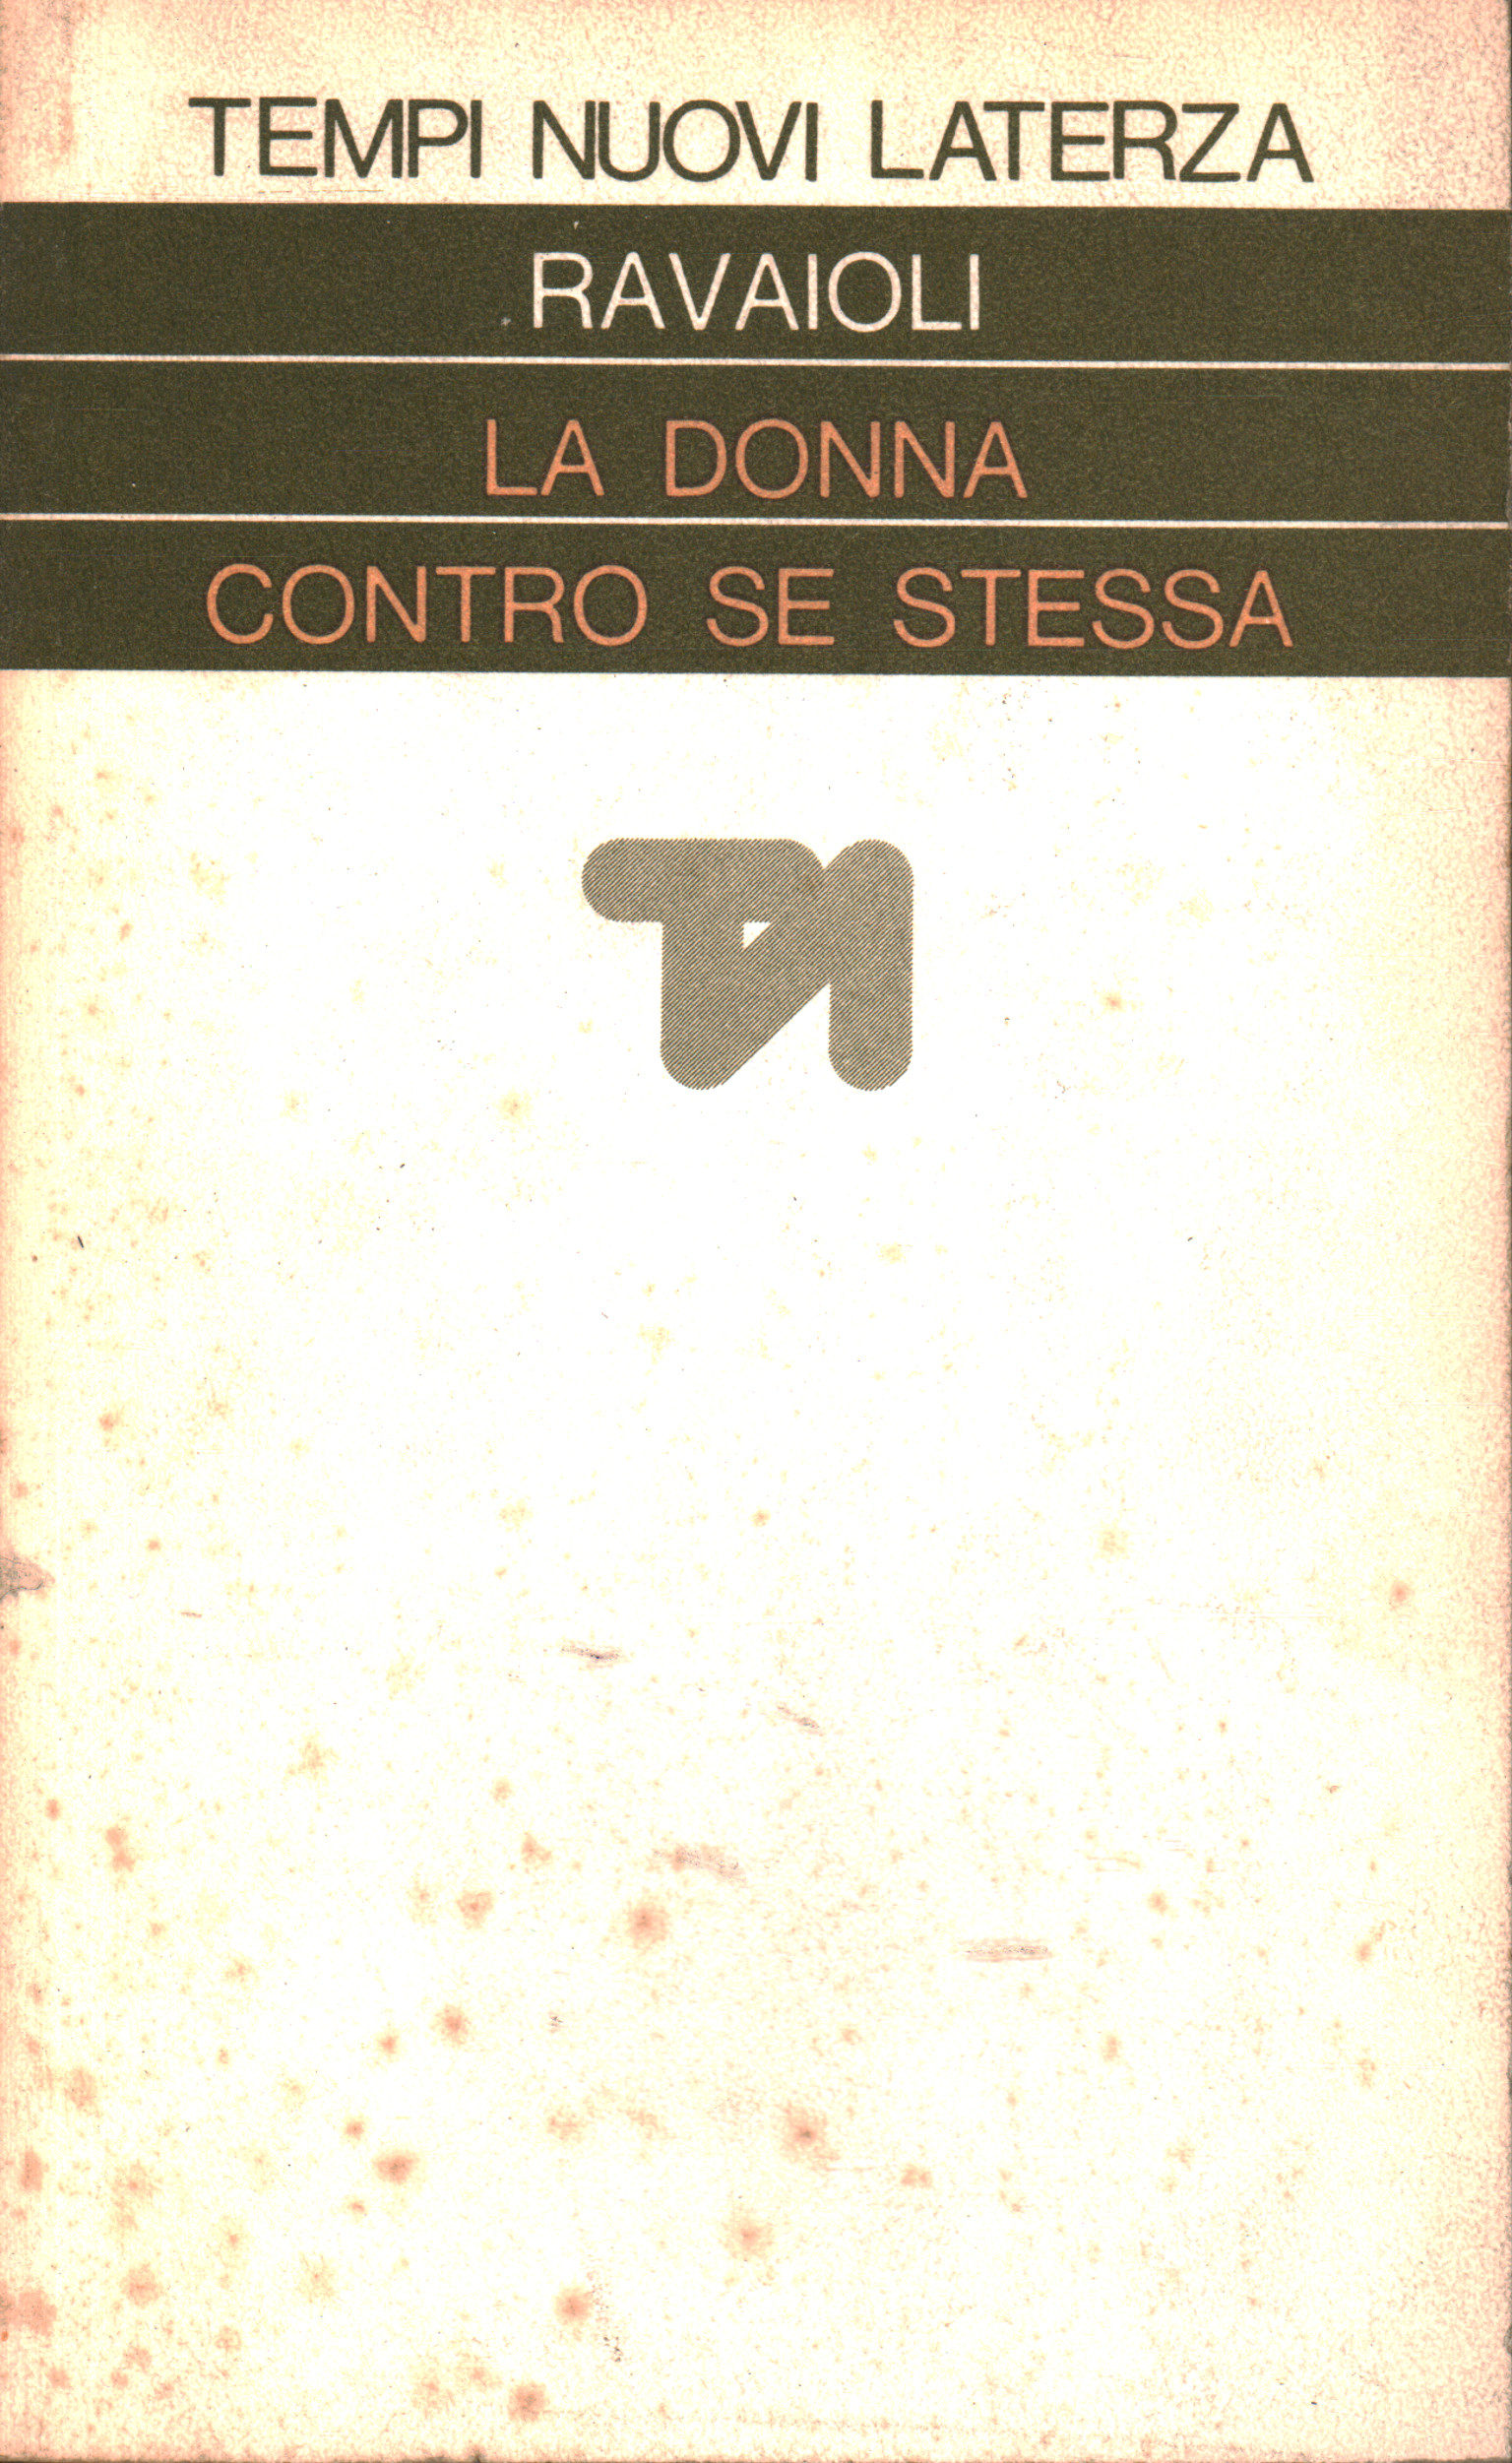 TEMPI NUOVI LATERZA
RAVAIOLI
LA DONNA
CONTRO SE STESSA